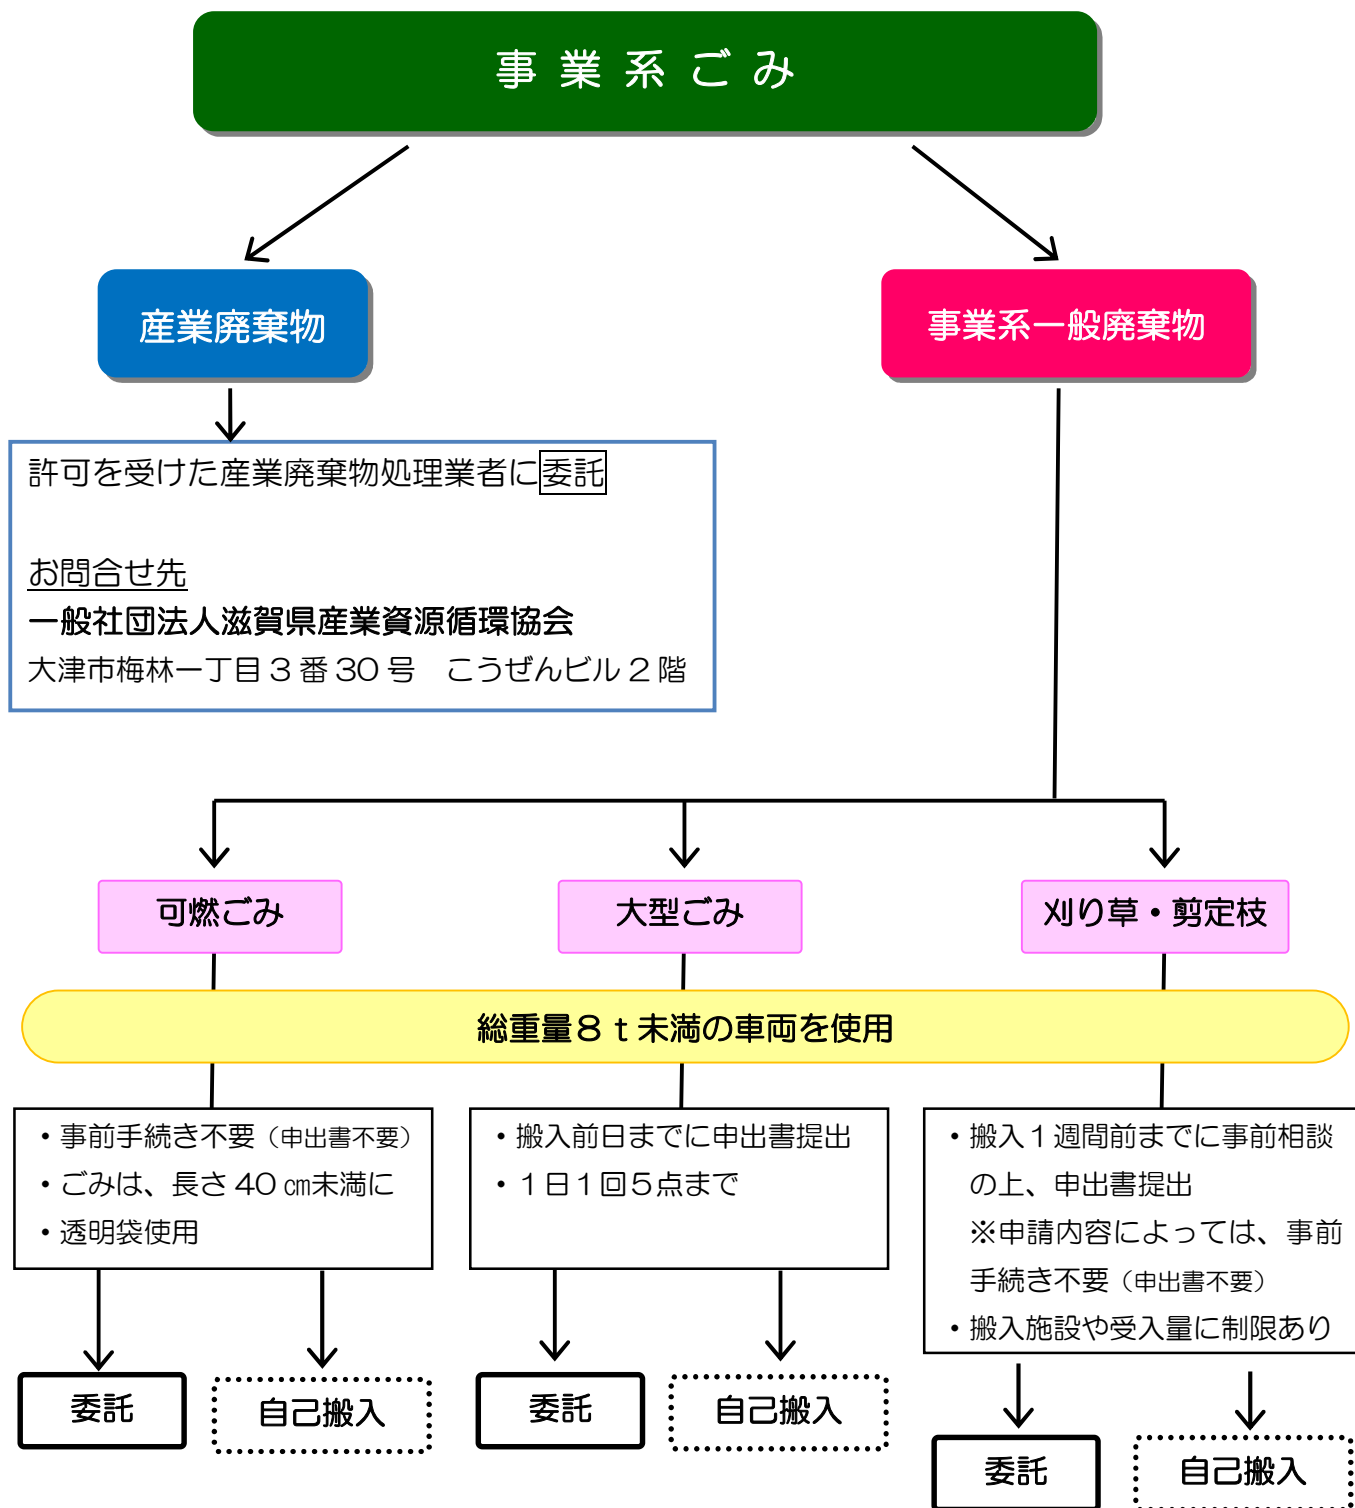 事業系ごみ
産業廃棄物
事業系一般廃棄物
許可を受けた産業廃棄物処理業者に委託
お問合せ先
一般社団法人滋賀県産業資源循環協会
大津市梅林一丁目3番30号　こうぜんビル2階
可燃ごみ
大型ごみ
刈り草・剪定枝
総重量8t未満の車両を使用
・事前手続き不要（申出書不要）
・ごみは、長さ40㎝未満に
・透明袋使用
・搬入前日までに申出書提出
・1日1回5点まで
・搬入1週間前までに事前相談
の上、申出書提出
※申請内容によっては、事前
手続き不要（申出書不要）
・搬入施設や受入量に制限あり
委託
自己搬入
委託
自己搬入
委託
自己搬入